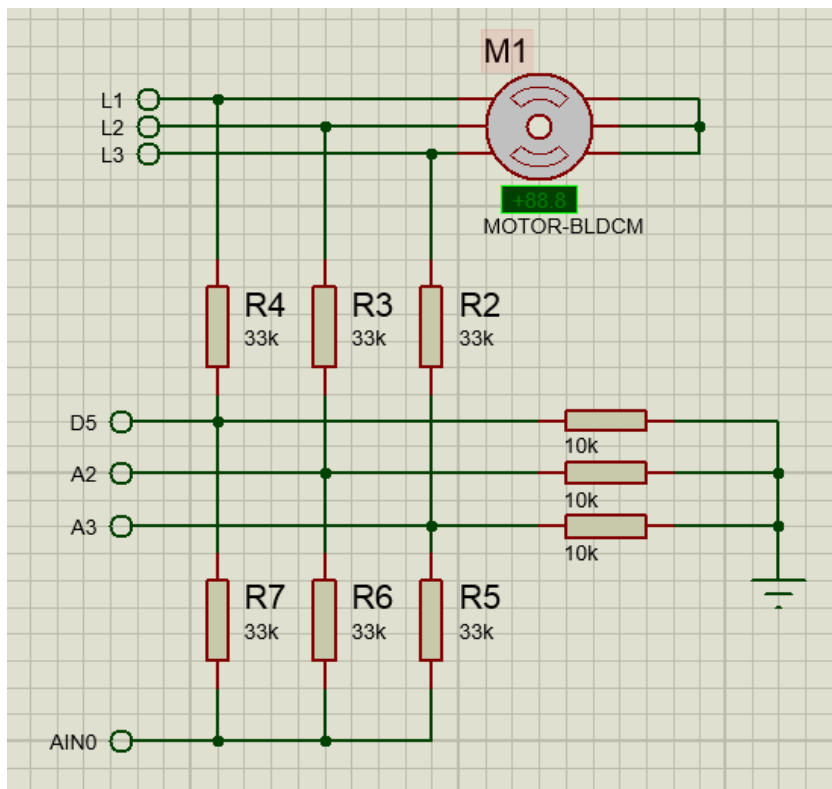 M1
L1
L2
L3
+88.8
MOTOR-BLDCM
R4
33k
R3
33k
R2
33k
D5
10k
A2
10k
A3
10k
R7
33k
R6
33k
R5
33k
AIN0